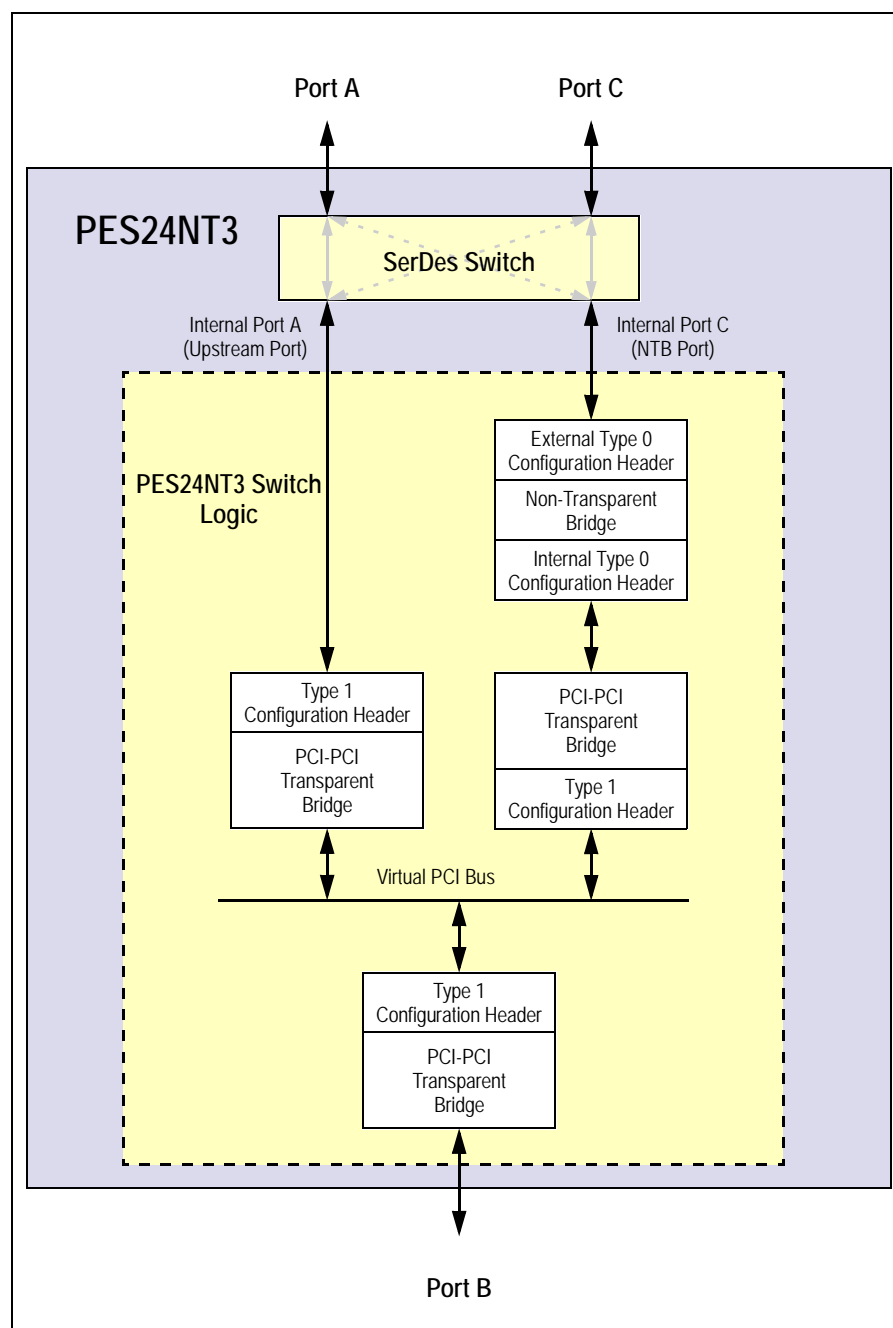 Port A
Port C
PES24NT3
SerDes Switch
Internal Port A
(Upstream Port)
Internal Port C
(NTB Port)
PES24NT3 Switch
Logic
External Type 0
Configuration Header
Non-Transparent
Bridge
Internal Type 0
Configuration Header
Type 1
Configuration Header
PCI-PCI
Transparent
Bridge
PCI-PCI
Transparent
Bridge
Type 1
Configuration Header
Virtual PCI Bus
Type 1
Configuration Header
PCI-PCI
Transparent
Bridge
Port B